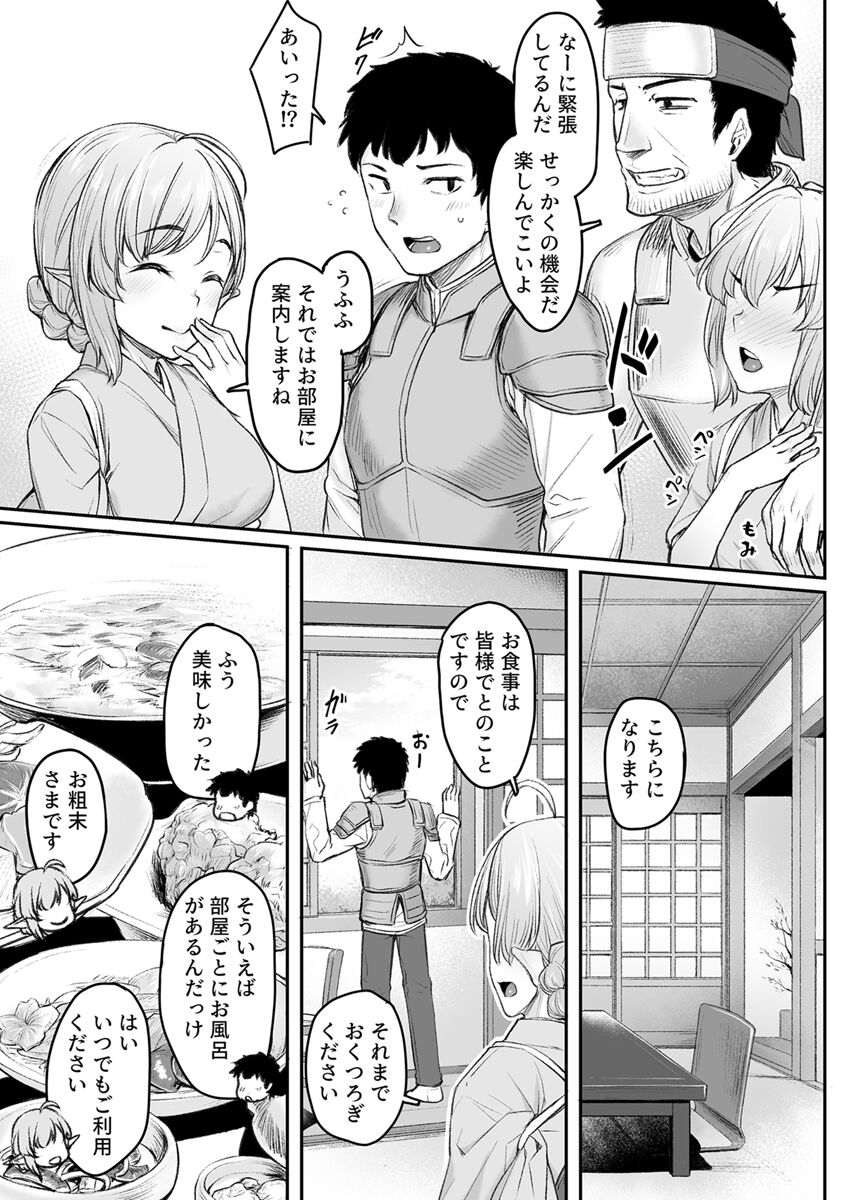 なーに緊張
してるんだ
せっかくの機会だ
楽しんでこいよ
ビク
あいった!?
うふふ
それではお部屋に
案内しますね
ドンッ
ジプ
ジプ
もみ
こちらに
なります
お食事は
皆様でとのこと
ですので
ガラ
おー
それまで
おくつろぎ
ください
ふう
美味しかった
お粗末
さまです
そういえば
部屋ごとにお風呂
があるんだっけ
はい
いつでもご利用
ください